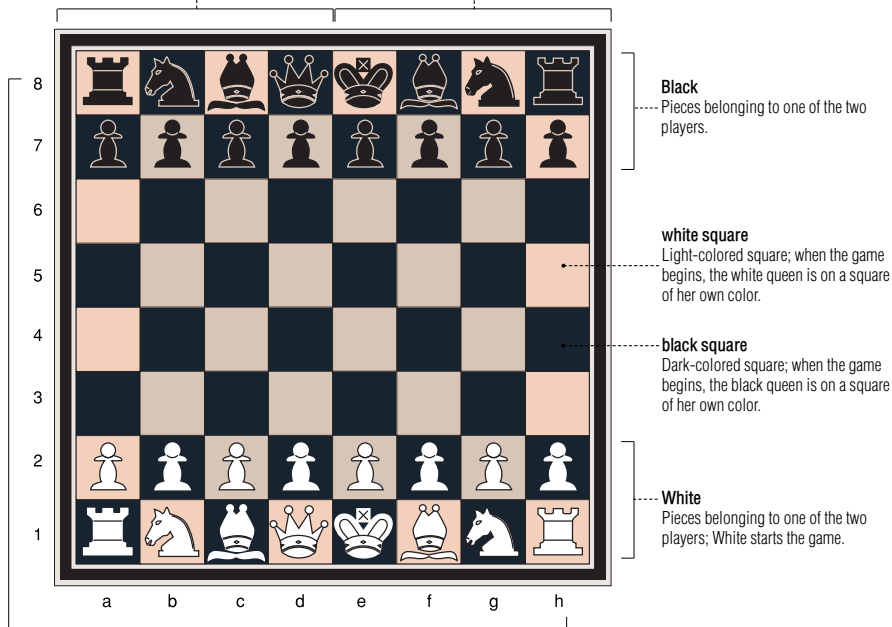 8
Black
Pieces belonging to one of the two
players.
7
6
white square
Light-colored square; when the game
begins, the white queen is on a square
of her own color.
5
4
black square
Dark-colored square; when the game
begins, the black queen is on a square
of her own color.
3
2
White
Pieces belonging to one of the two
players; White starts the game.
1
a b c d e f g h